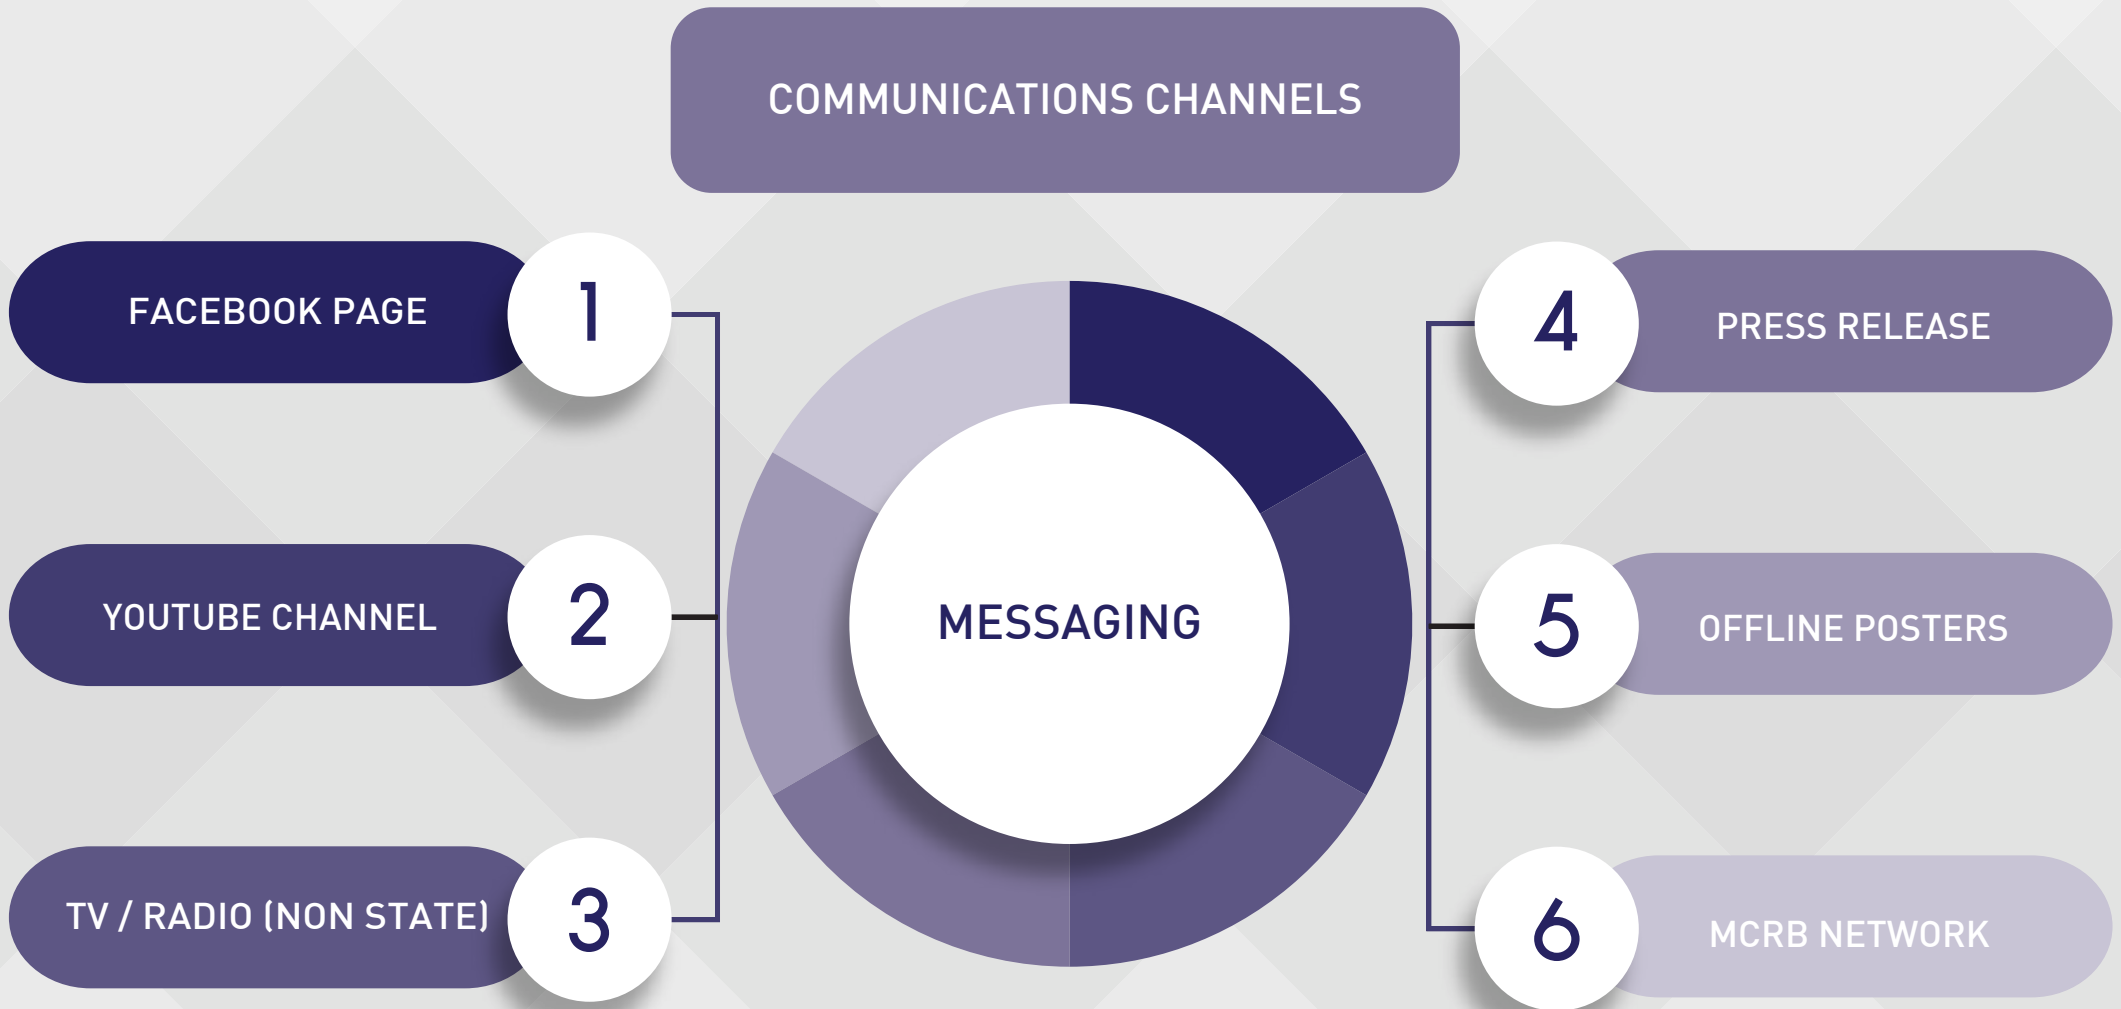 COMMUNICATIONS CHANNELS
FACEBOOK PAGE
1
YOUTUBE CHANNEL
2
TV / RADIO (NON STATE)
3
MESSAGING
4
PRESS RELEASE
5
OFFLINE POSTERS
6
MCRB NETWORK